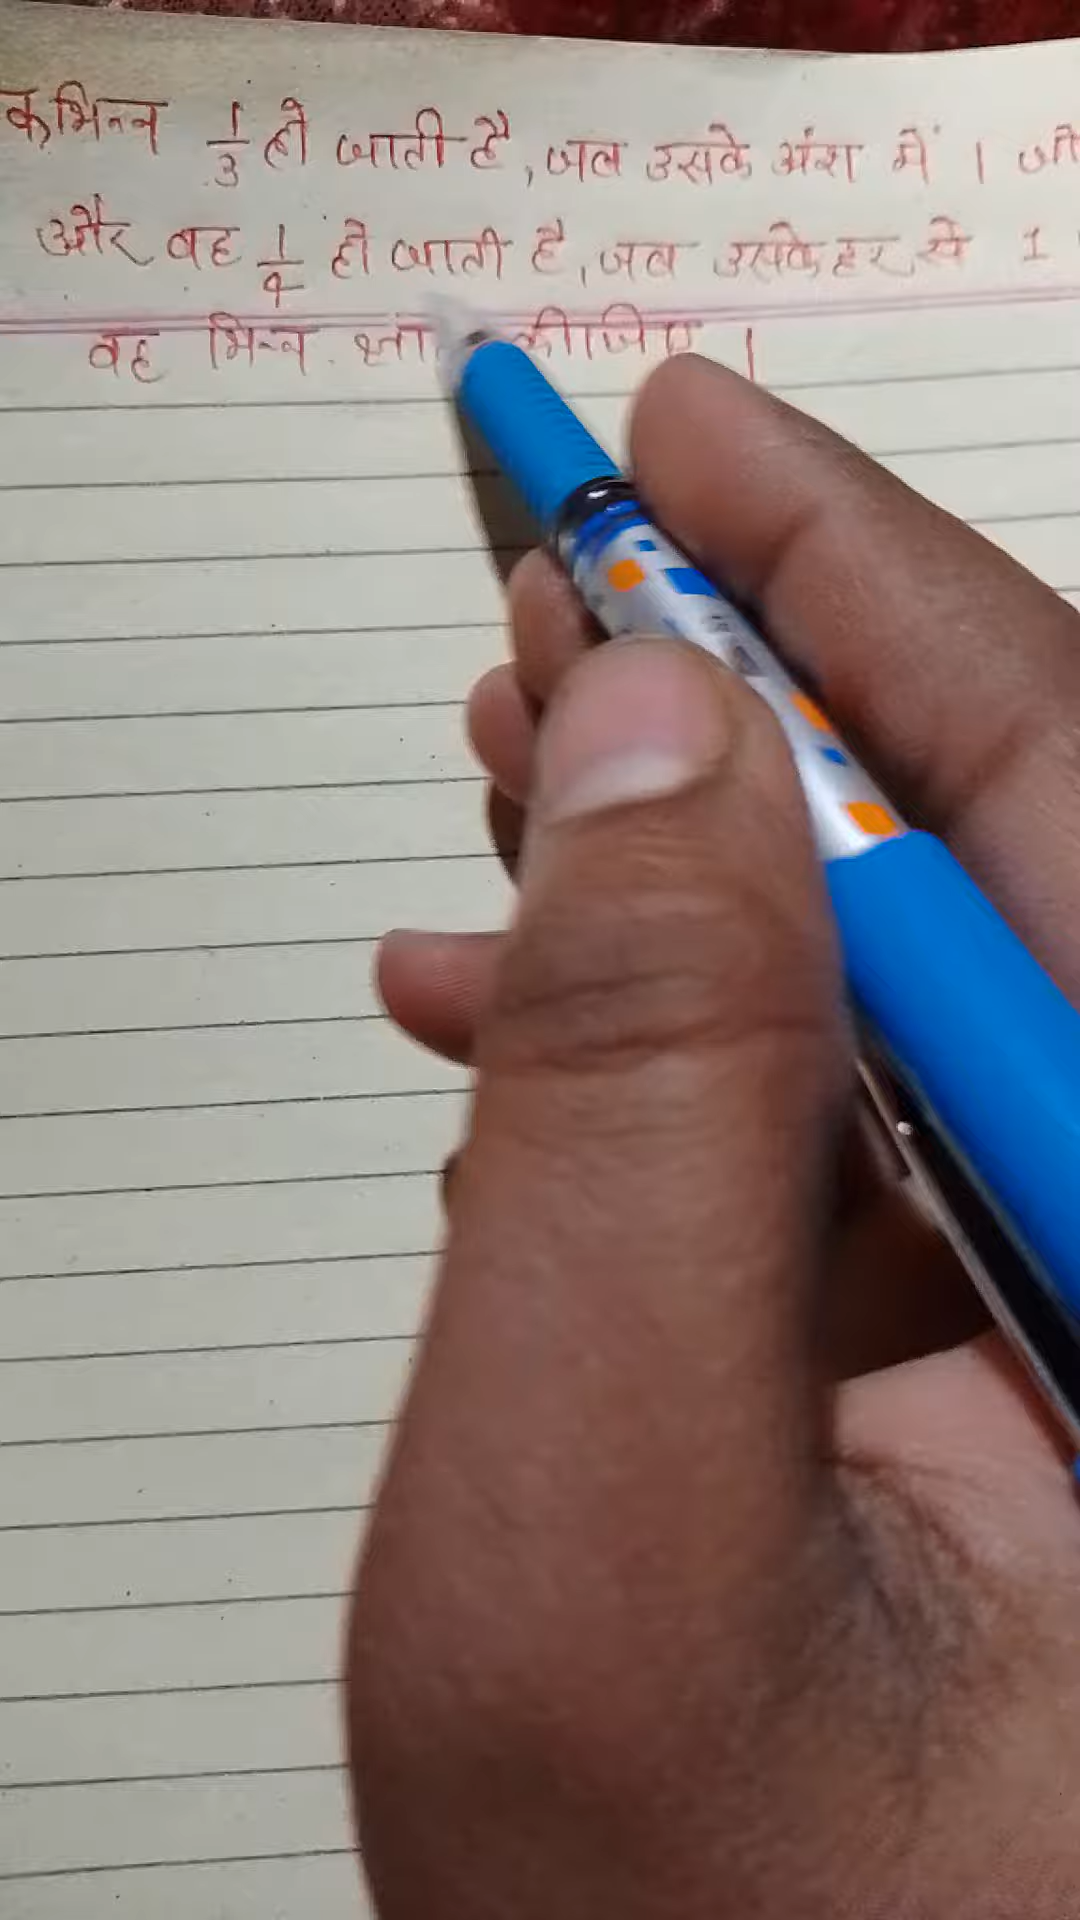 क भिन्न 1/3 हो जाती है, जब उसके अंश में 1
और वह 1/4 हो जाती है, जब उसके हर से 1
वह भिन्न कीजिए।